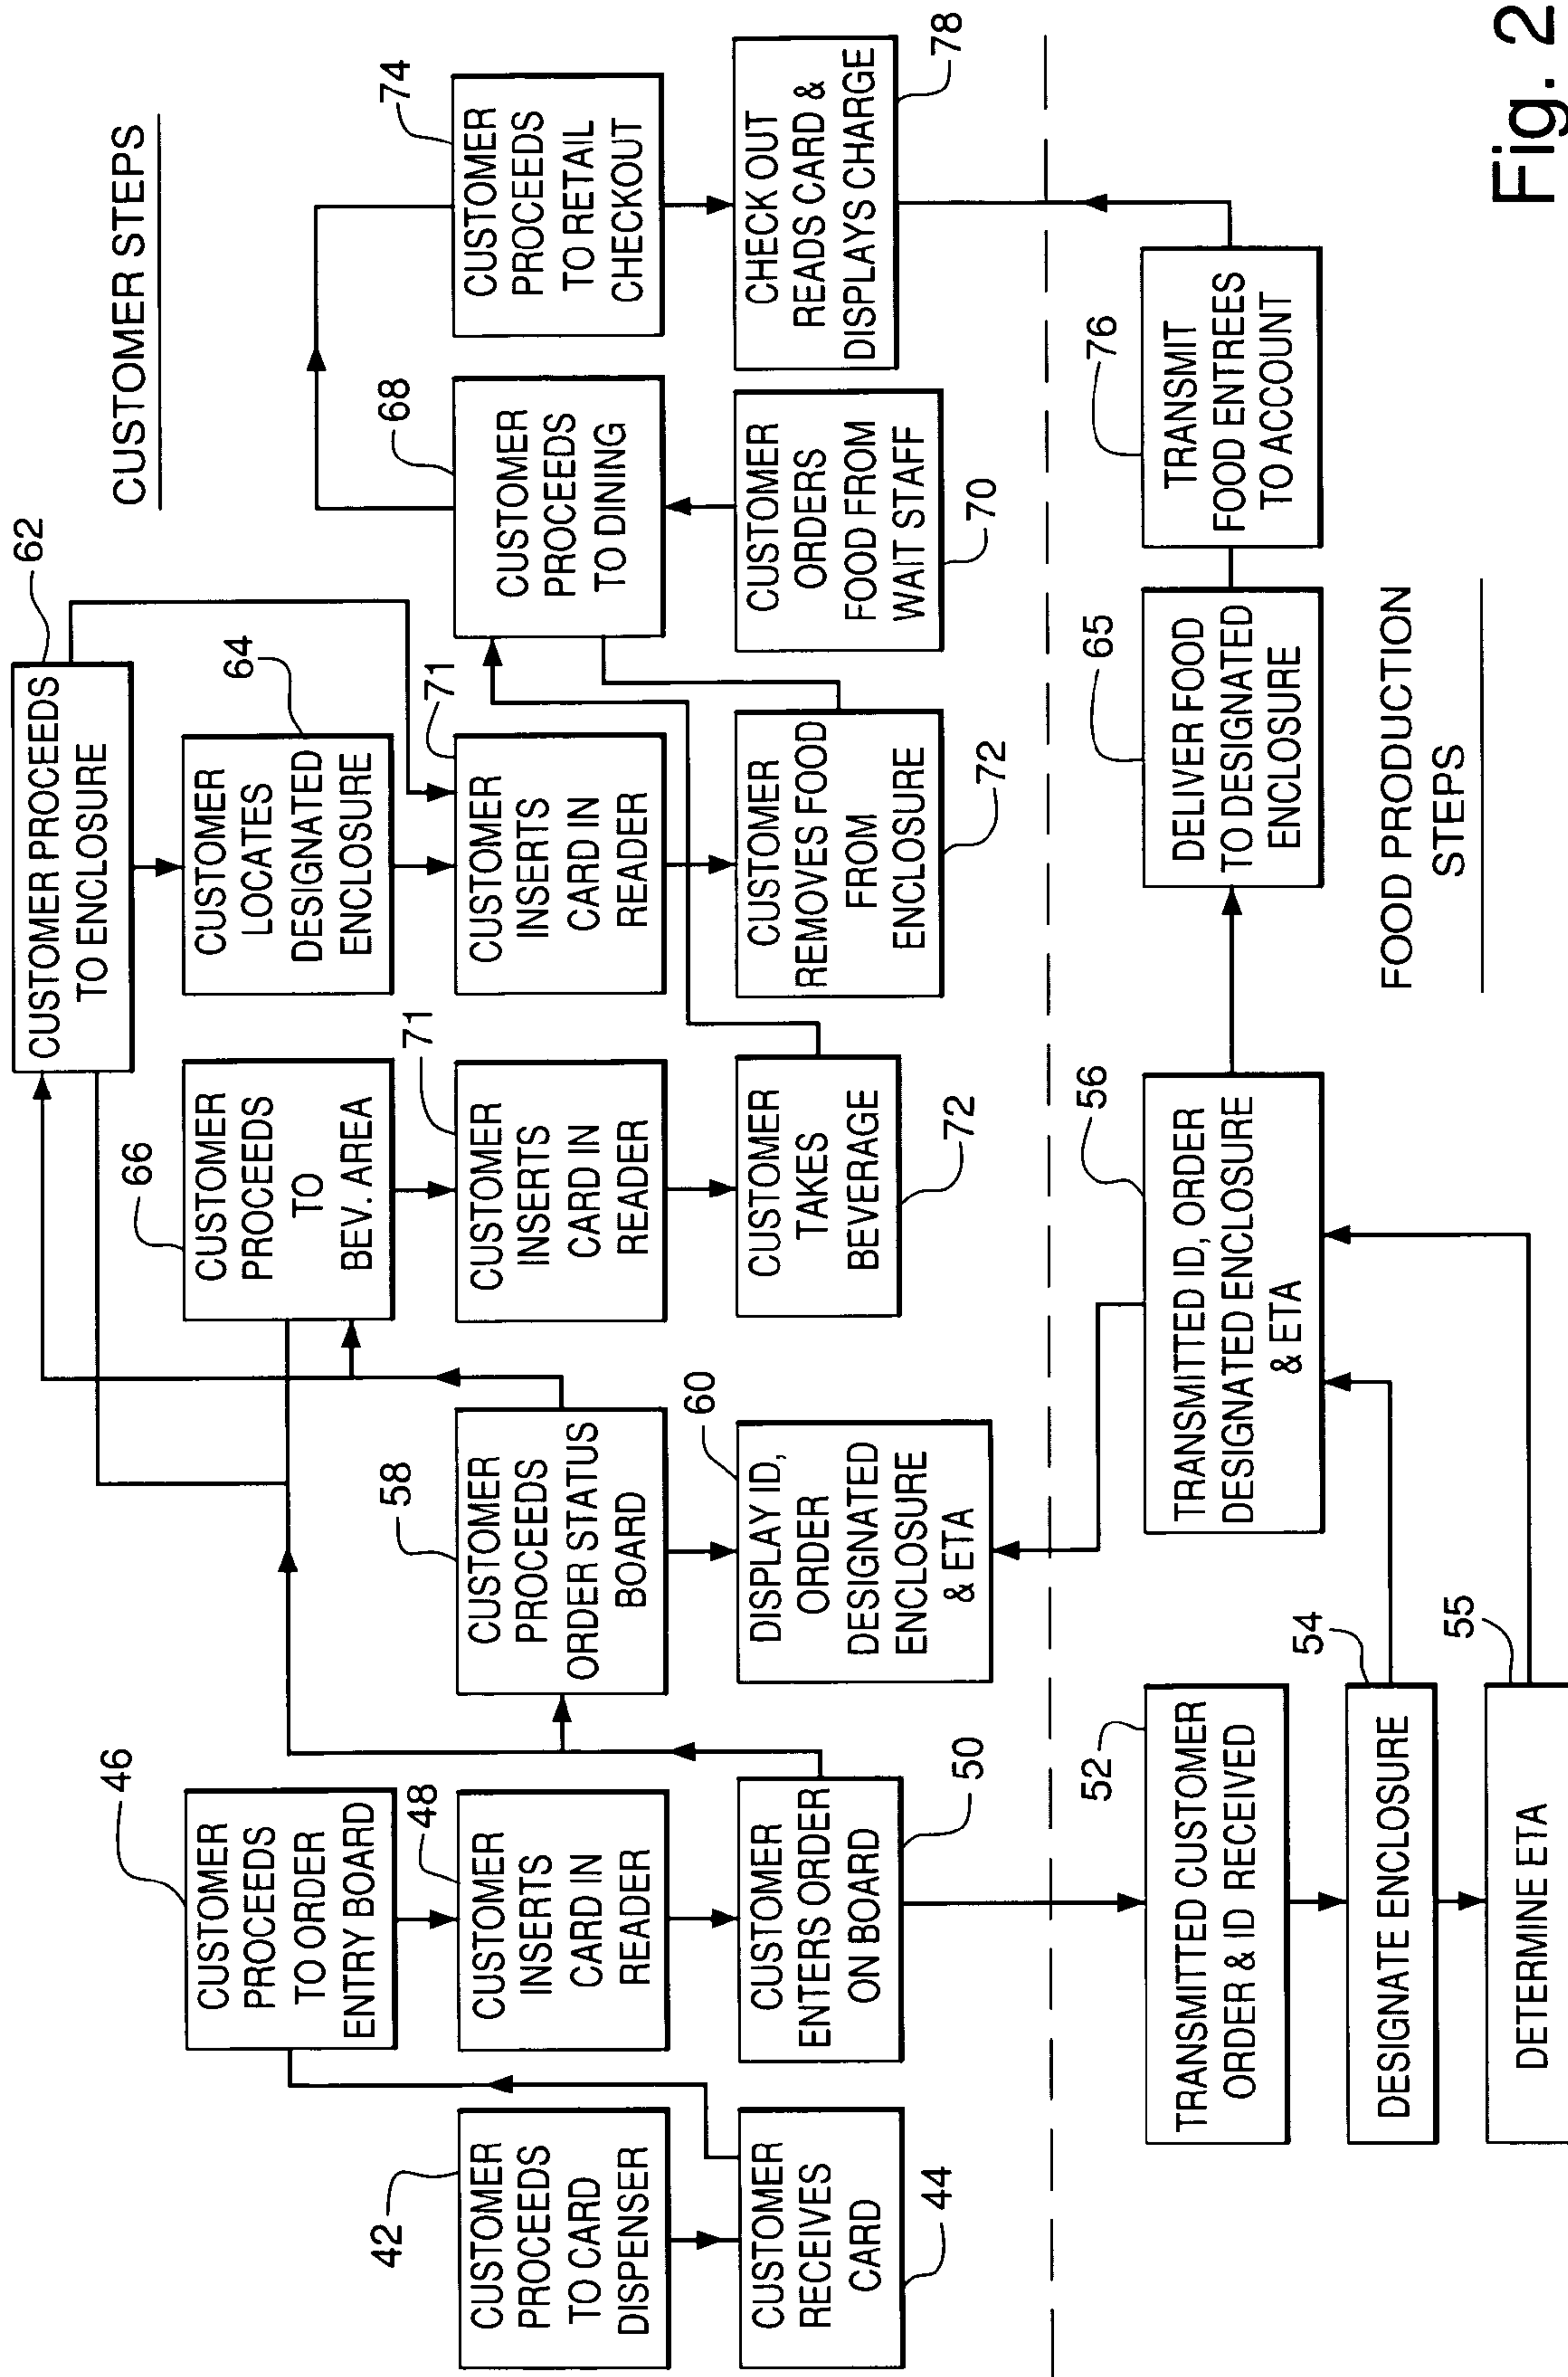 CUSTOMER STEPS
42
CUSTOMER
PROCEEDS
TO CARD
DISPENSER
CUSTOMER
RECEIVES
CARD
44
46
CUSTOMER
PROCEEDS
TO ORDER
ENTRY BOARD
48
CUSTOMER
INSERTS
CARD IN
READER
CUSTOMER
ENTERS ORDER
ON BOARD
50
58
CUSTOMER
PROCEEDS
ORDER STATUS
BOARD
60
DISPLAY ID,
ORDER
DESIGNATED
ENCLOSURE
& ETA
62
CUSTOMER PROCEEDS
TO ENCLOSURE
66
CUSTOMER
PROCEEDS
TO
BEV. AREA
71
CUSTOMER
INSERTS
CARD IN
READER
CUSTOMER
TAKES
BEVERAGE
72
64
CUSTOMER
LOCATES
DESIGNATED
ENCLOSURE
71
CUSTOMER
INSERTS
CARD IN
READER
CUSTOMER
REMOVES FOOD
FROM
ENCLOSURE
72
68
CUSTOMER
PROCEEDS
TO DINING
CUSTOMER
ORDERS
FOOD FROM
WAIT STAFF
70
74
CUSTOMER
PROCEEDS
TO RETAIL
CHECKOUT
CHECK OUT
READS CARD &
DISPLAYS CHARGE
78
52
TRANSMITTED CUSTOMER
ORDER & ID RECEIVED
54
DESIGNATE ENCLOSURE
55
DETERMINE ETA
56
TRANSMITTED ID, ORDER
DESIGNATED ENCLOSURE
& ETA
65
DELIVER FOOD
TO DESIGNATED
ENCLOSURE
76
TRANSMIT
FOOD ENTREES
TO ACCOUNT
FOOD PRODUCTION
STEPS
Fig. 2